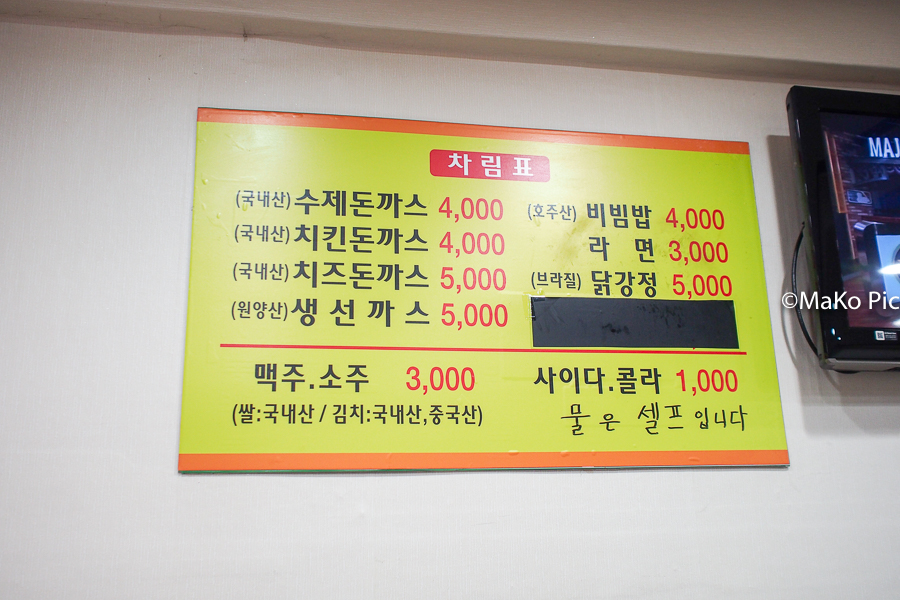 차림표
(국내산) 수제돈까스 4,000
(국내산) 치킨돈까스 4,000
(국내산) 치즈돈까스 5,000
(원양산) 생선까스 5,000
(호주산) 비빔밥 4,000
라면 3,000
(브라질) 닭강정 5,000
맥주.소주 3,000
사이다.콜라 1,000
(쌀:국내산 / 김치:국내산,중국산)
물은 셀프입니다
MAJ
©MaKo Pic